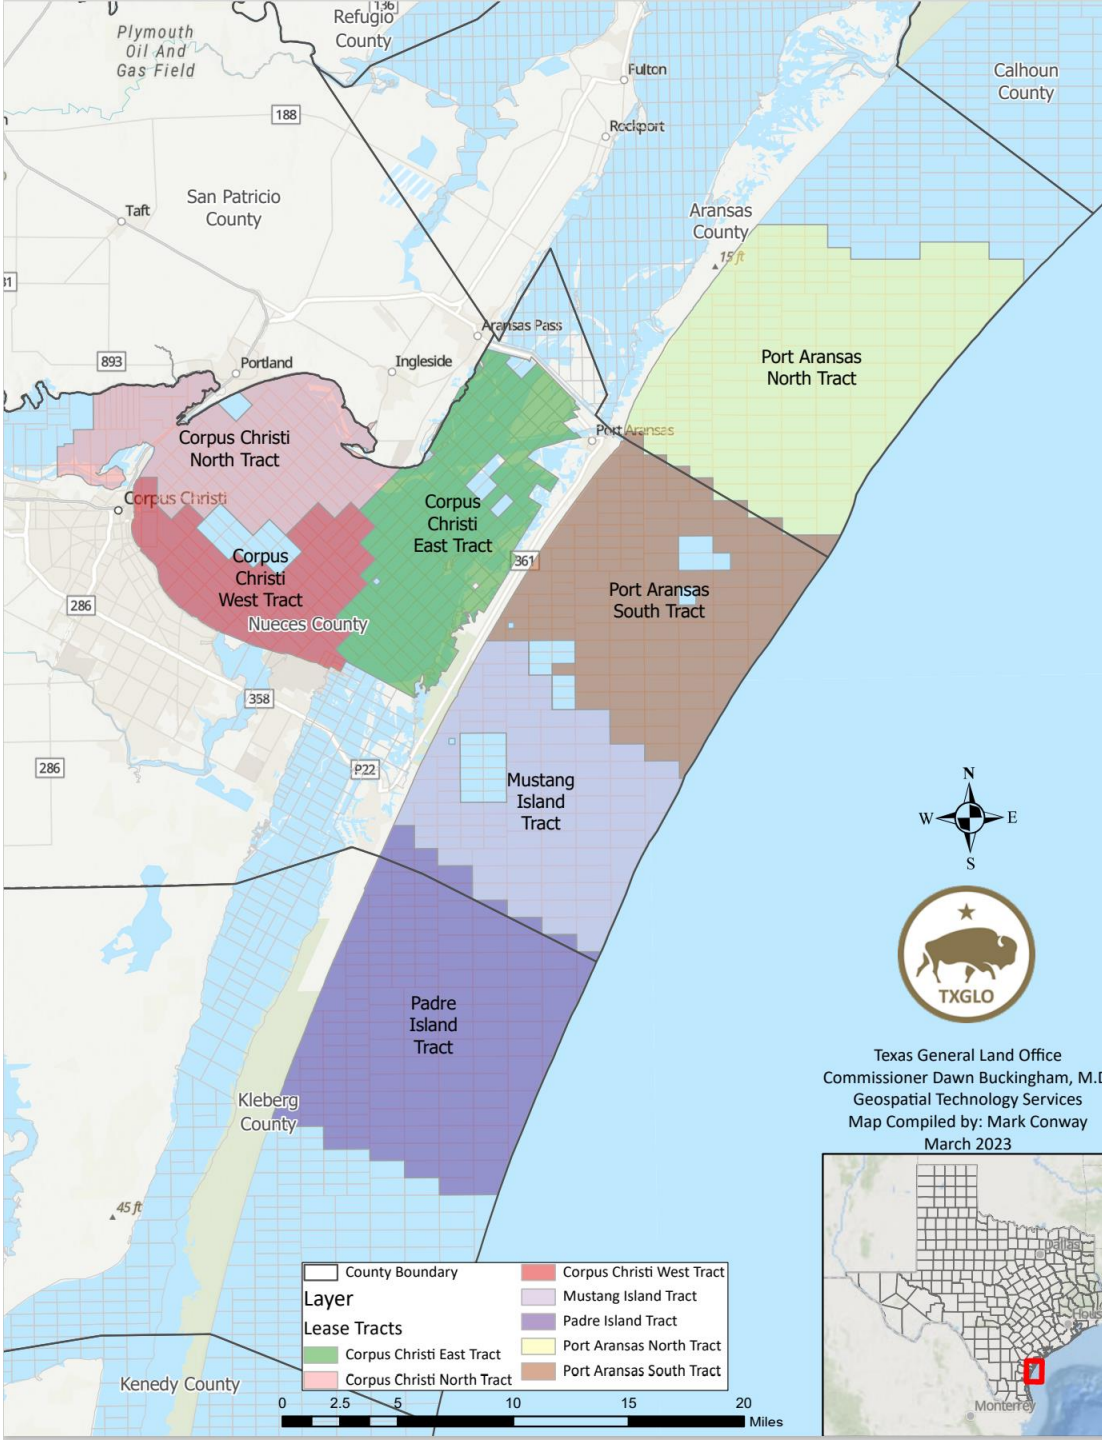 136
Refugio
County
Plymouth
Oil And
Gas Field
Fulton
Calhoun
County
188
Rockport
San Patricio
County
Taft
Aransas
County
15 ft
31
Aransas Pass
893
Portland
Ingleside
Port Aransas
North Tract
Port Aransas
Corpus Christi
North Tract
Corpus Christi
Corpus
Christi
East Tract
Corpus
Christi
West Tract
361
Port Aransas
South Tract
286
Nueces County
358
286
P22
Mustang
Island
Tract
N
W
E
S
TXGLO
Padre
Island
Tract
Texas General Land Office
Commissioner Dawn Buckingham, M.D
Geospatial Technology Services
Map Compiled by: Mark Conway
March 2023
Kleberg
County
45 ft
Kenedy County
County Boundary
Layer
Lease Tracts
Corpus Christi East Tract
Corpus Christi North Tract
Corpus Christi West Tract
Mustang Island Tract
Padre Island Tract
Port Aransas North Tract
Port Aransas South Tract
0 2.5 5 10 15 20
Miles
Dallas
Hous
Monterrey